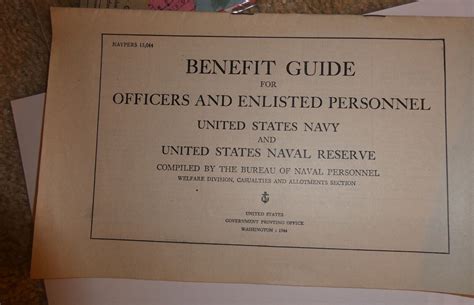 NAVPERS 15,044
BENEFIT GUIDE
FOR
OFFICERS AND ENLISTED PERSONNEL
UNITED STATES NAVY
AND
UNITED STATES NAVAL RESERVE
COMPILED BY THE BUREAU OF NAVAL PERSONNEL
WELFARE DIVISION, CASUALTIES AND ALLOTMENTS SECTION
UNITED STATES
GOVERNMENT PRINTING OFFICE
WASHINGTON : 1944